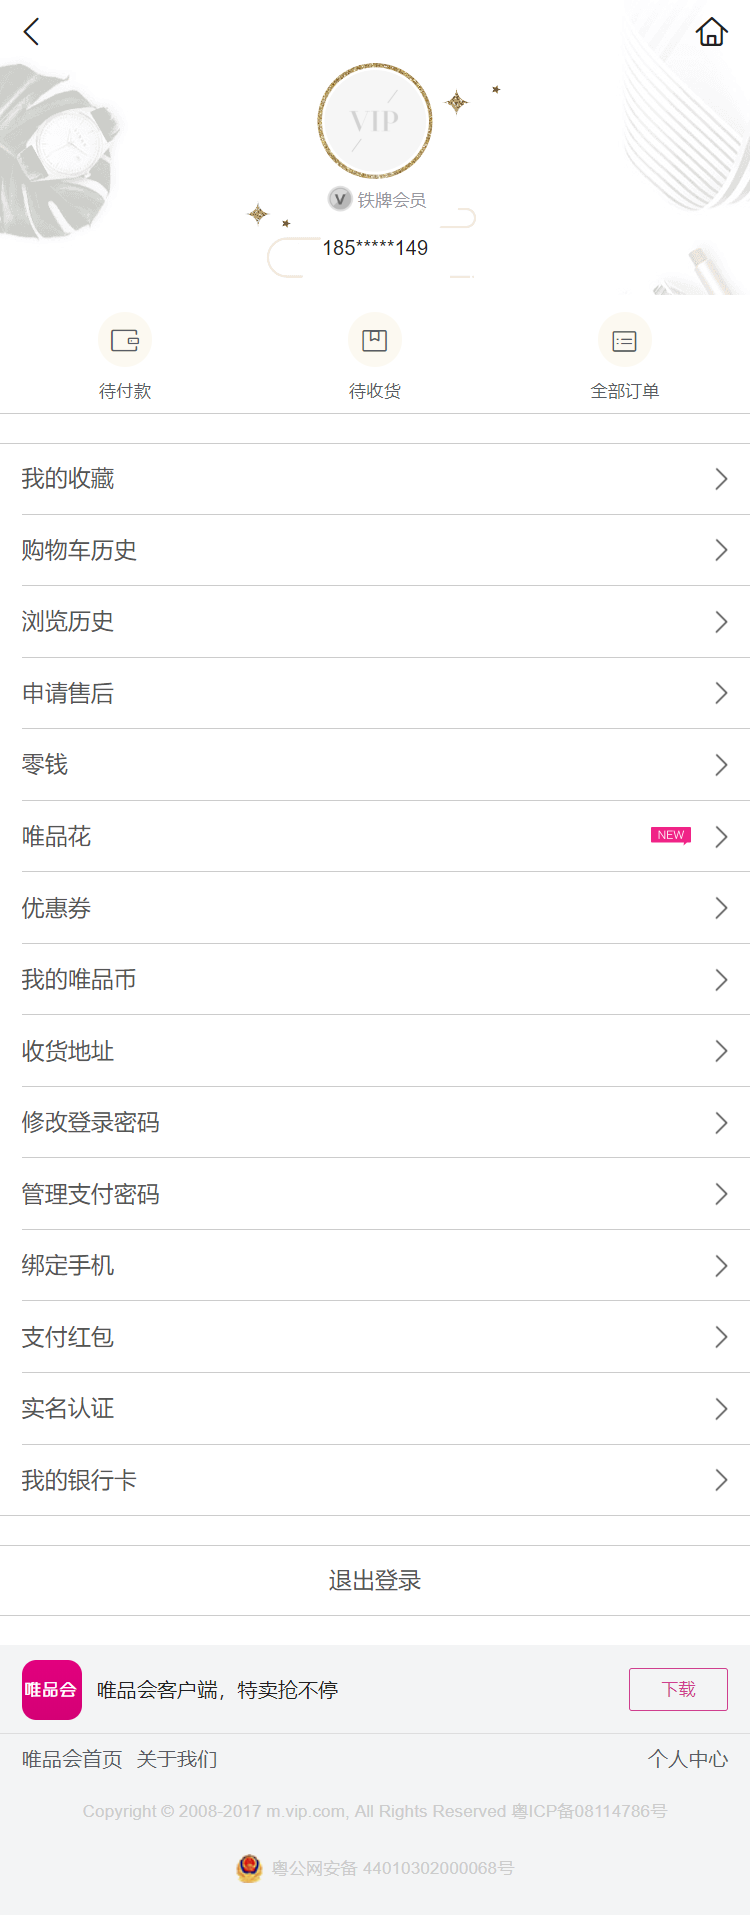 VIP
V 铁牌会员
185*****149
待付款 待收货 全部订单
我的收藏
购物车历史
浏览历史
申请售后
零钱
唯品花 NEW
优惠券
我的唯品币
收货地址
修改登录密码
管理支付密码
绑定手机
支付红包
实名认证
我的银行卡
退出登录
唯品会 唯品会客户端，特卖抢不停 下载
唯品会首页 关于我们 个人中心
Copyright © 2008-2017 m.vip.com, All Rights Reserved 粤ICP备08114786号
粤公网安备 44010302000068号